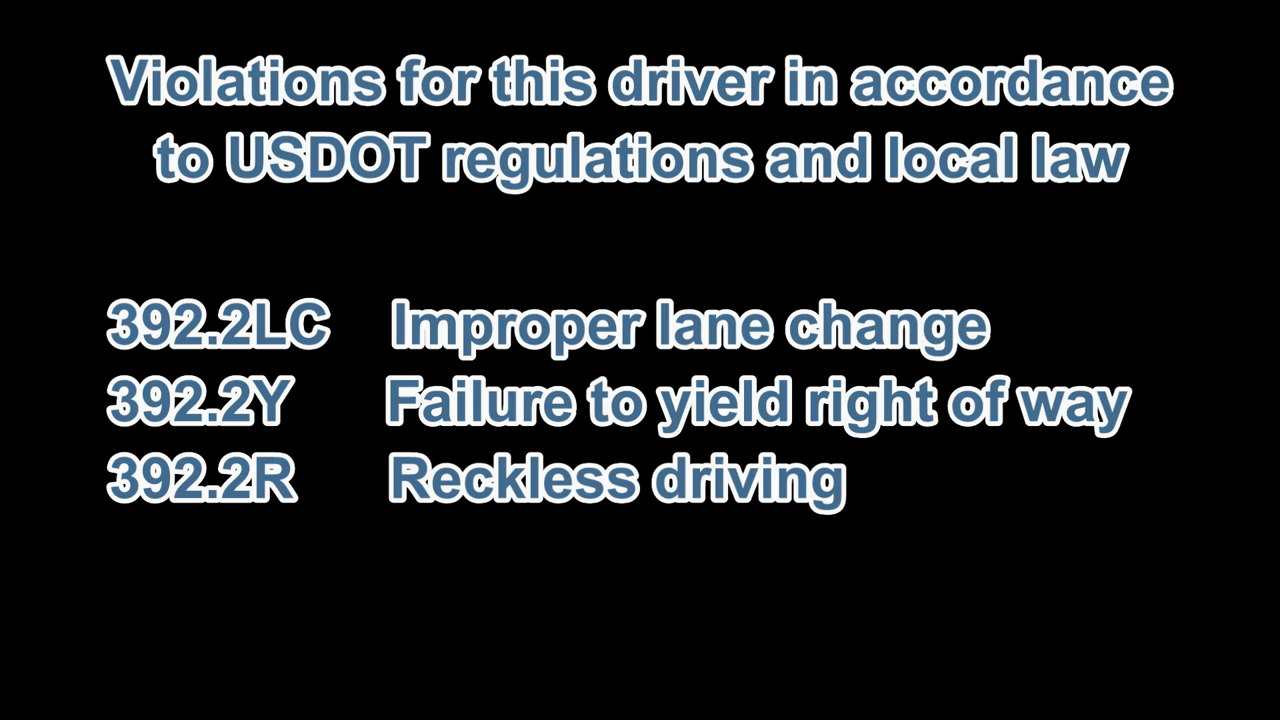 Violations for this driver in accordance
to USDOT regulations and local law
392.2LC Improper lane change
392.2Y Failure to yield right of way
392.2R Reckless driving